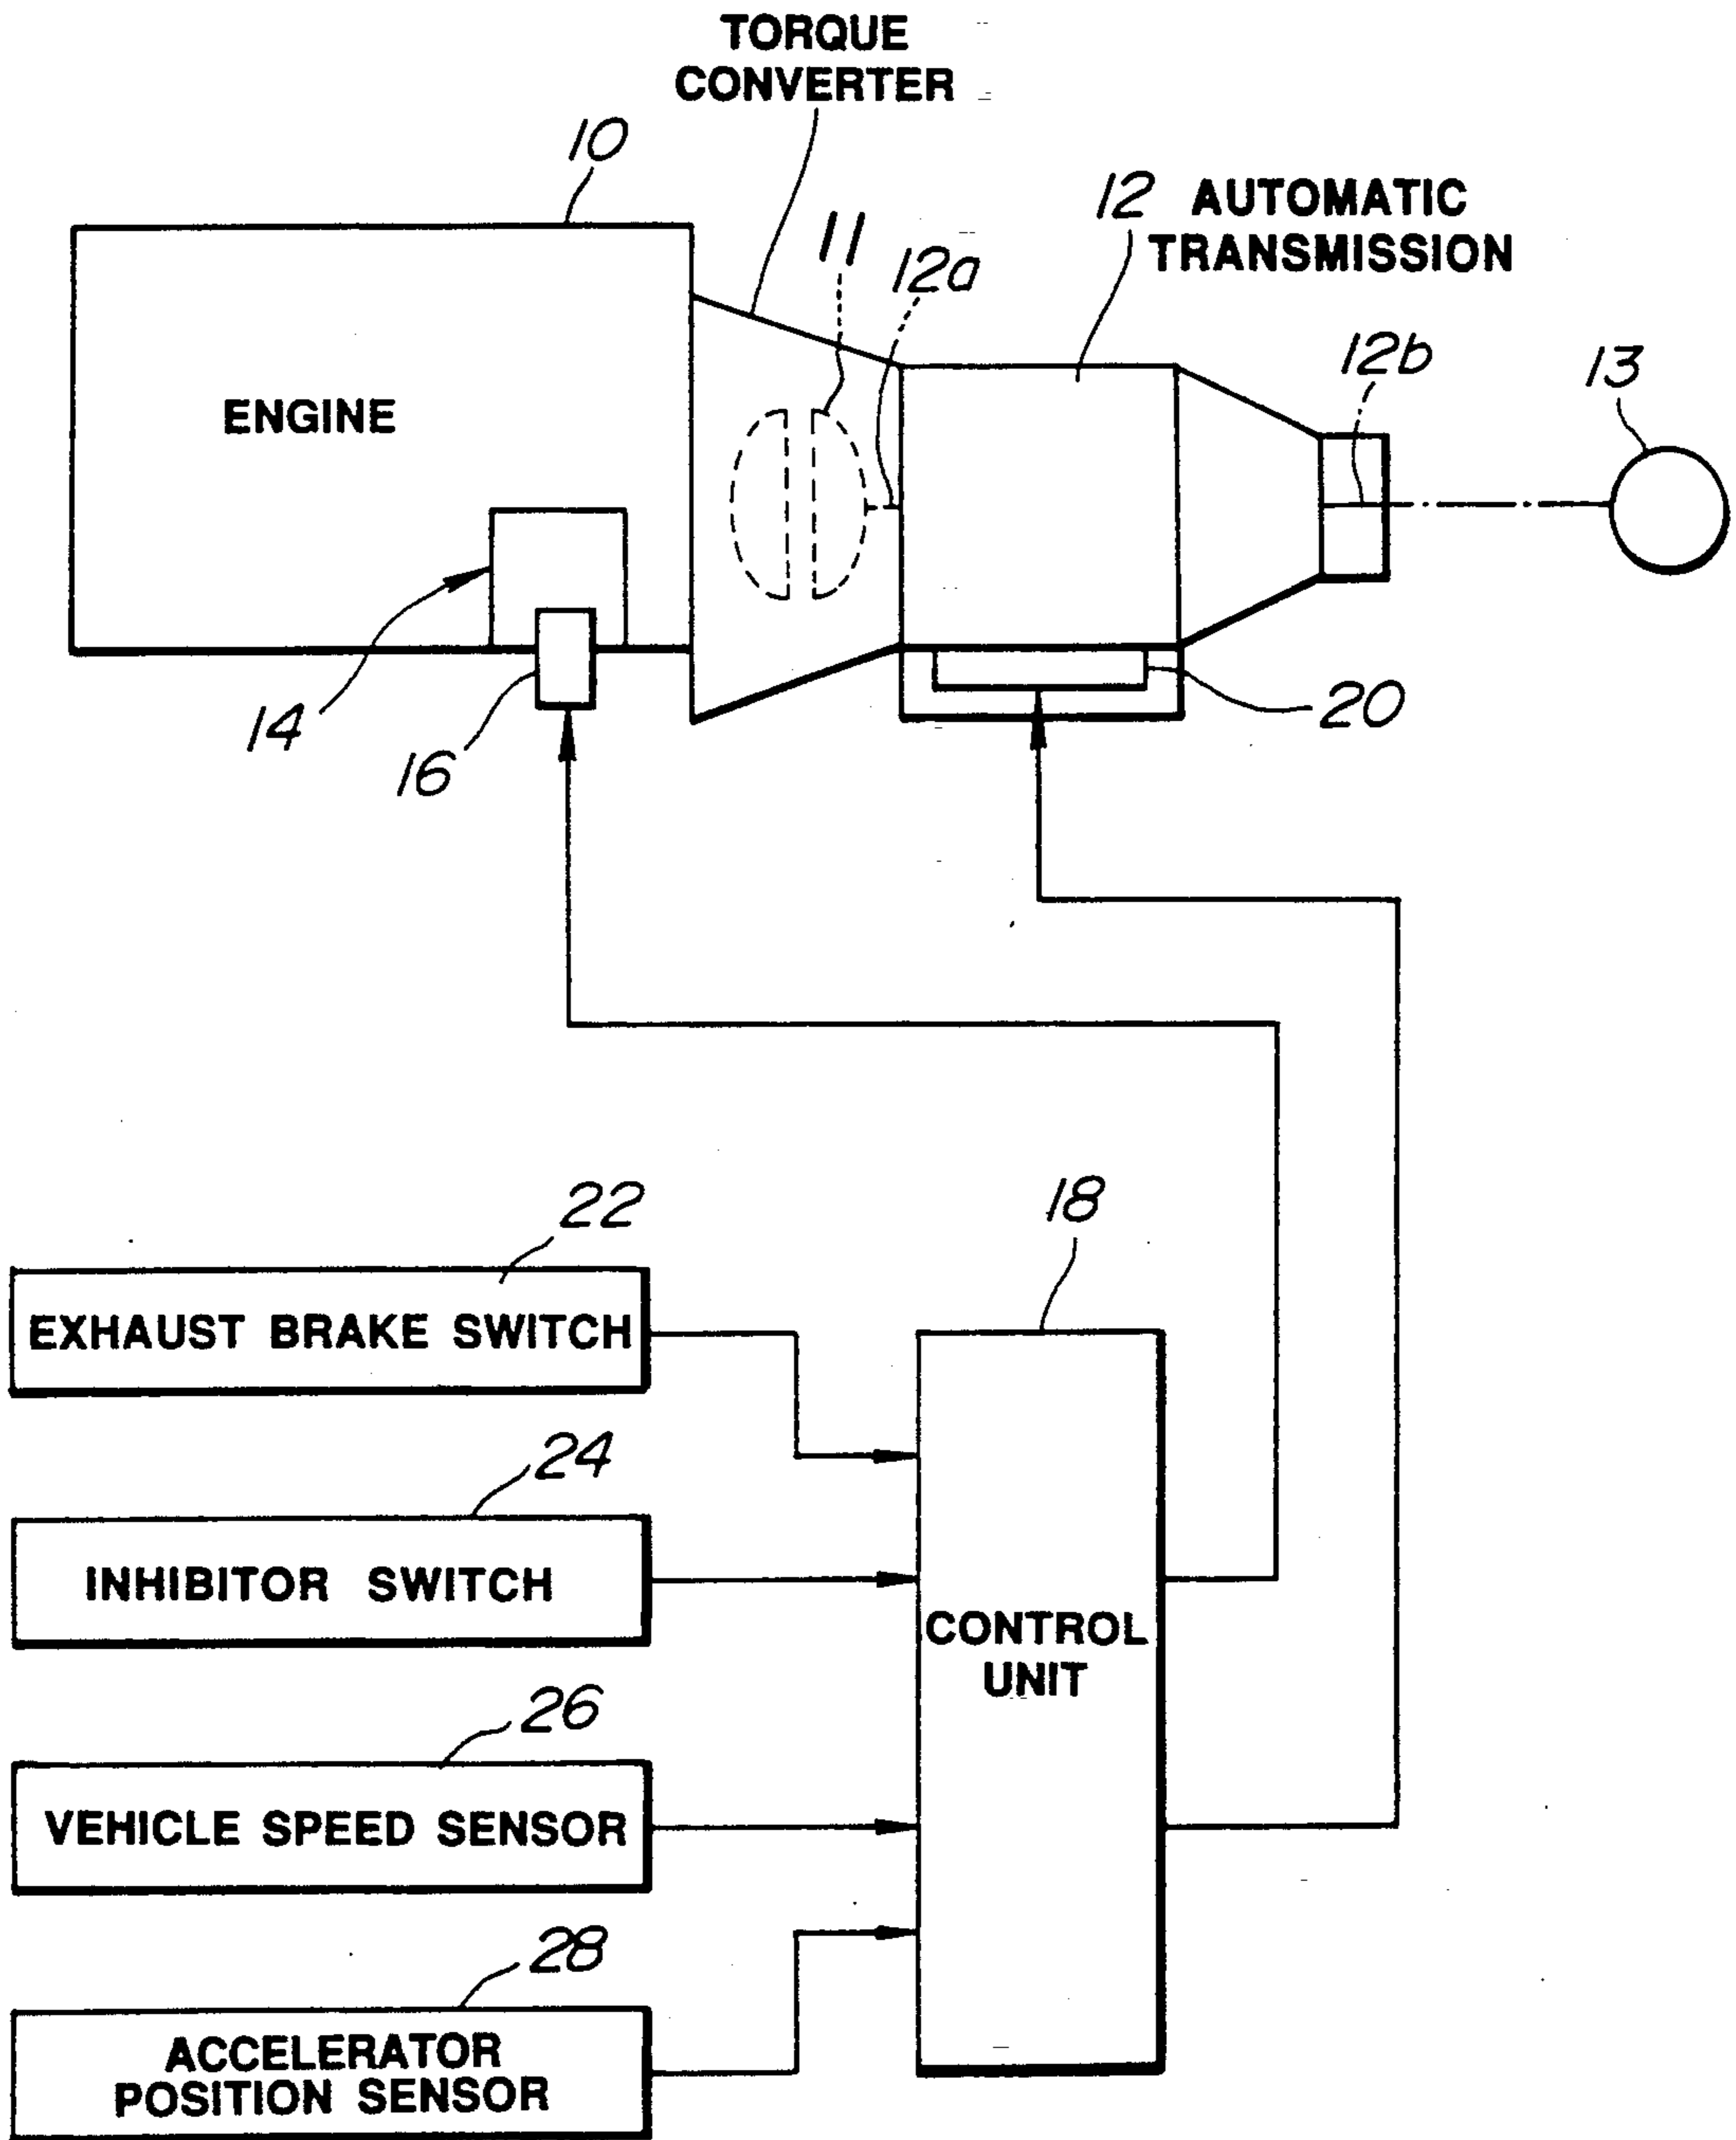 TORQUE
CONVERTER
10
12 AUTOMATIC
TRANSMISSION
11
12a
12b
13
ENGINE
14
16
20
22
18
EXHAUST BRAKE SWITCH
24
INHIBITOR SWITCH
CONTROL
UNIT
26
VEHICLE SPEED SENSOR
28
ACCELERATOR
POSITION SENSOR